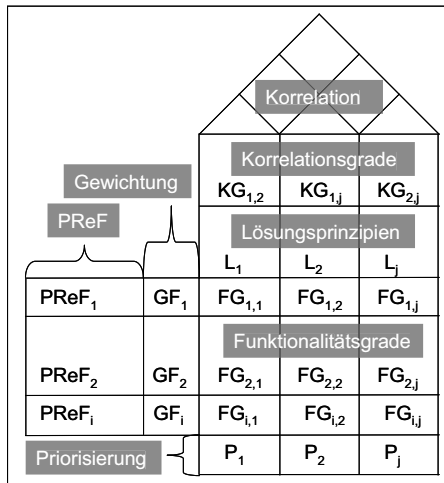 Korrelation
Korrelationsgrade
Gewichtung
KG1,2 KG1,j KG2,j
PReF
Lösungsprinzipien
L1 L2 Lj
PReF1 GF1 FG1,1 FG1,2 FG1,j
Funktionalitätsgrade
PReF2 GF2 FG2,1 FG2,2 FG2,j
PReFi GFi FGi,1 FGi,2 FGi,j
Priorisierung P1 P2 Pj